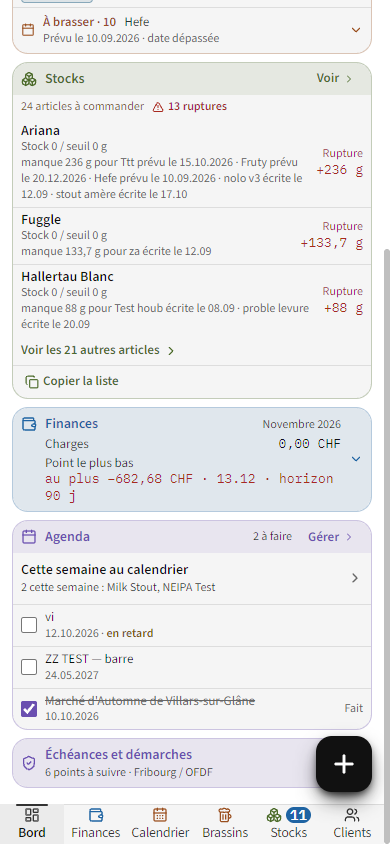 À brasser · 10 Hefe
Prévu le 10.09.2026 · date dépassée
Stocks Voir
24 articles à commander 13 ruptures
Ariana
Stock 0 / seuil 0 g
manque 236 g pour Ttt prévu le 15.10.2026 · Fruty prévu
le 20.12.2026 · Hefe prévu le 10.09.2026 · nolo v3 écrite le
12.09 · stout amère écrite le 17.10
Rupture
+236 g
Fuggle
Stock 0 / seuil 0 g
manque 133,7 g pour za écrite le 12.09
Rupture
+133,7 g
Hallertau Blanc
Stock 0 / seuil 0 g
manque 88 g pour Test houb écrite le 08.09 · proble levure
écrite le 20.09
Rupture
+88 g
Voir les 21 autres articles
Copier la liste
Finances Novembre 2026
Charges 0,00 CHF
Point le plus bas
au plus −682,68 CHF · 13.12 · horizon
90 j
Agenda 2 à faire Gérer
Cette semaine au calendrier
2 cette semaine : Milk Stout, NEIPA Test
vi
12.10.2026 · en retard
ZZ TEST — barre
24.05.2027
Marché d'Automne de Villars-sur-Glâne
10.10.2026
Fait
Échéances et démarches
6 points à suivre · Fribourg / OFDF
11
Bord Finances Calendrier Brassins Stocks Clients